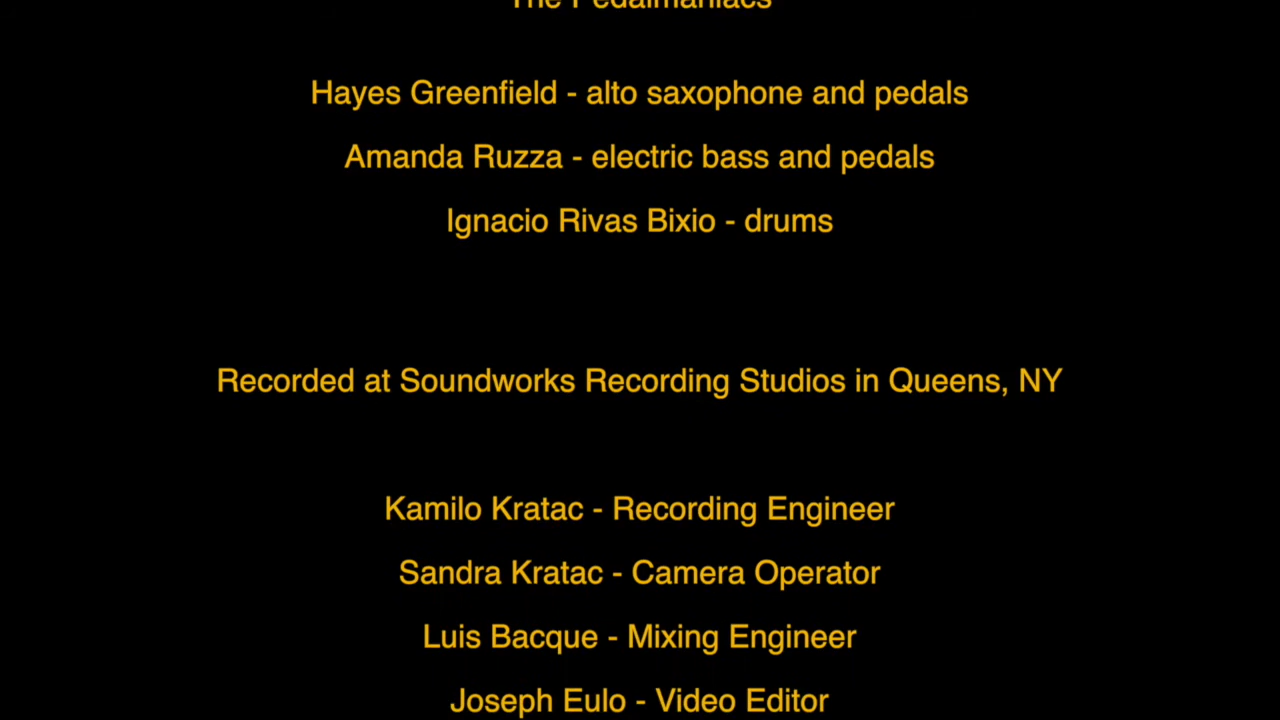 The Pedalmaniacs
Hayes Greenfield - alto saxophone and pedals
Amanda Ruzza - electric bass and pedals
Ignacio Rivas Bixio - drums
Recorded at Soundworks Recording Studios in Queens, NY
Kamilo Kratac - Recording Engineer
Sandra Kratac - Camera Operator
Luis Bacque - Mixing Engineer
Joseph Eulo - Video Editor